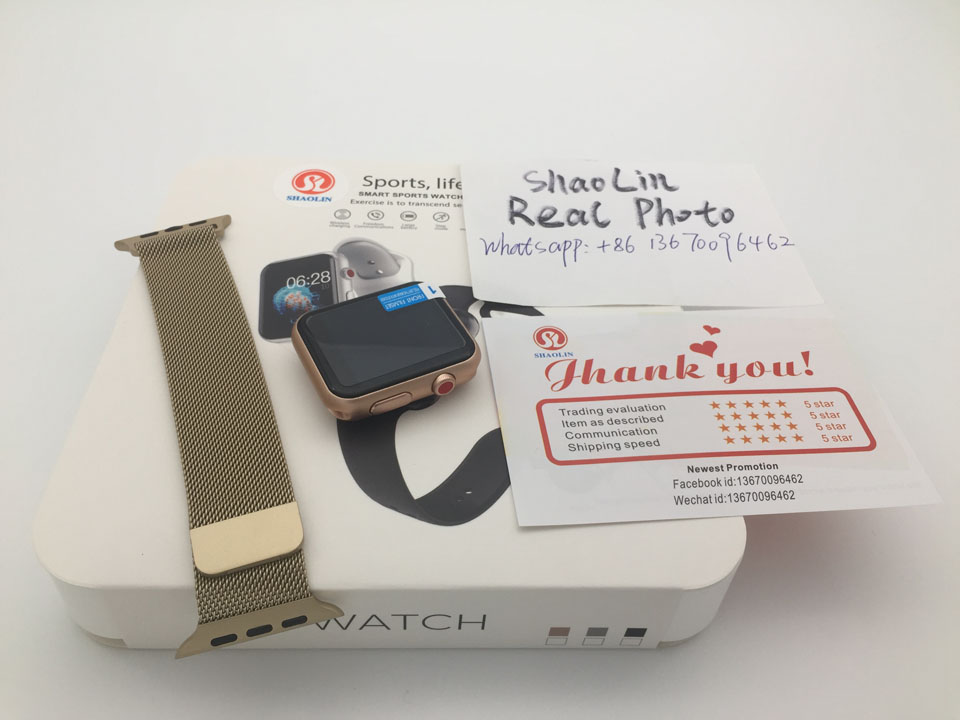 SHAOLIN
Sports, life
SMART SPORTS WATCH
Exercise is to transcend se
06:28
ShaoLin
Real Photo
Whatsapp: +86 13670096462
SHAOLIN
Thank you!
Trading evaluation ★★★★★ 5 star
Item as described ★★★★★ 5 star
Communication ★★★★★ 5 star
Shipping speed ★★★★★ 5 star
Newest Promotion
Facebook id:13670096462
Wechat id:13670096462
1
WATCH